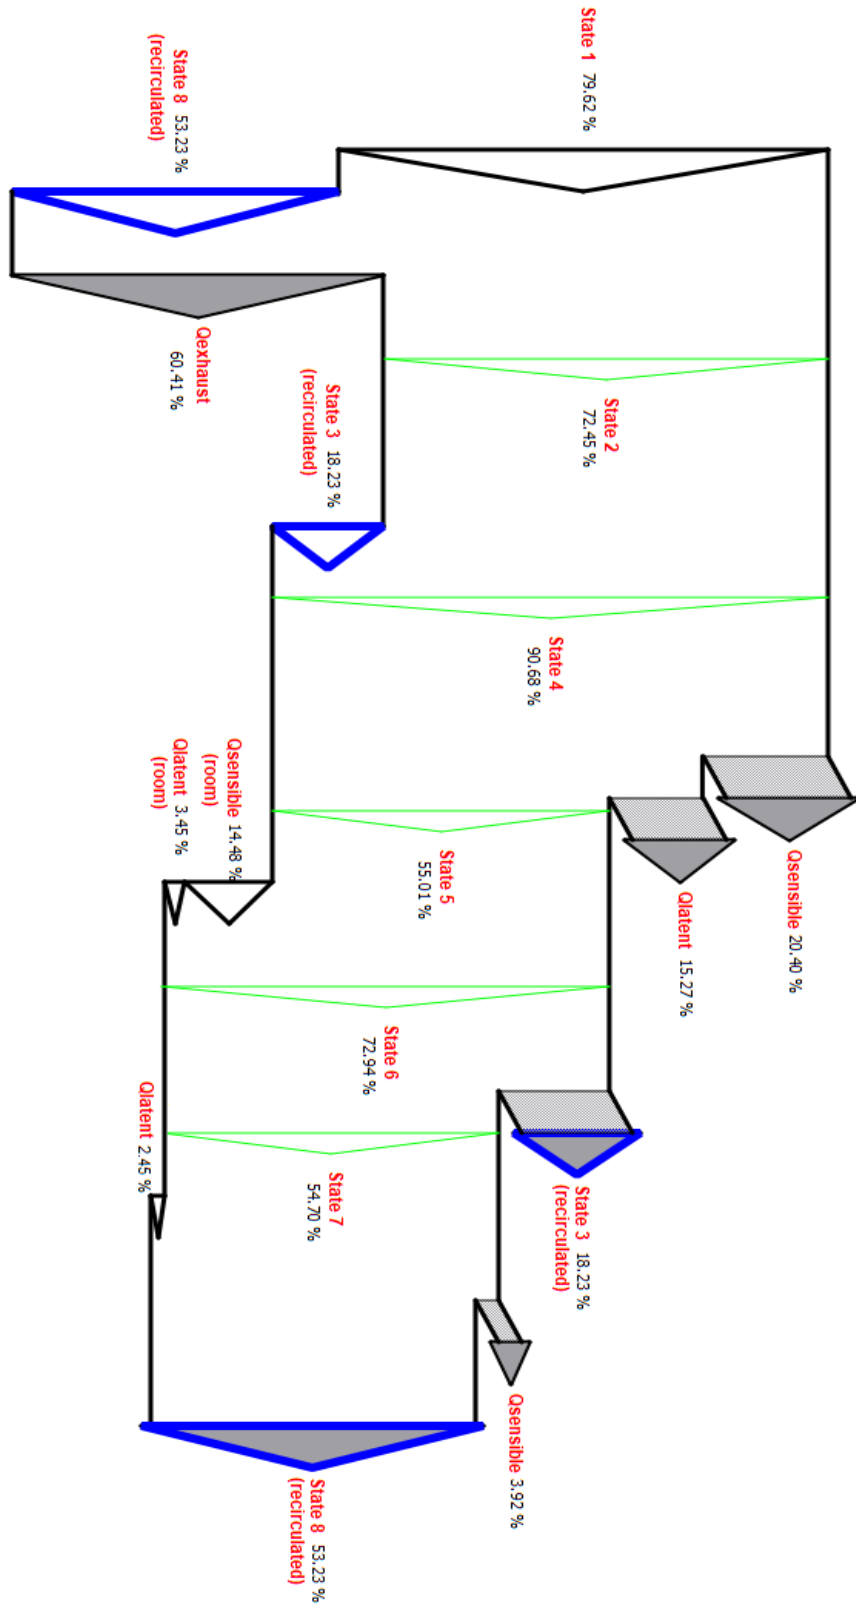 State 1 79.62 %
State 8 53.23 %
(recirculated)
Qexhaust
60.41 %
State 2
72.45 %
State 3 18.23 %
(recirculated)
State 4
90.68 %
Qsensible 20.40 %
Qlatent 15.27 %
State 5
55.01 %
Qsensible 14.48 %
(room)
Qlatent 3.45 %
(room)
State 6
72.94 %
State 3 18.23 %
(recirculated)
State 7
54.70 %
Qlatent 2.45 %
Qsensible 3.92 %
State 8 53.23 %
(recirculated)